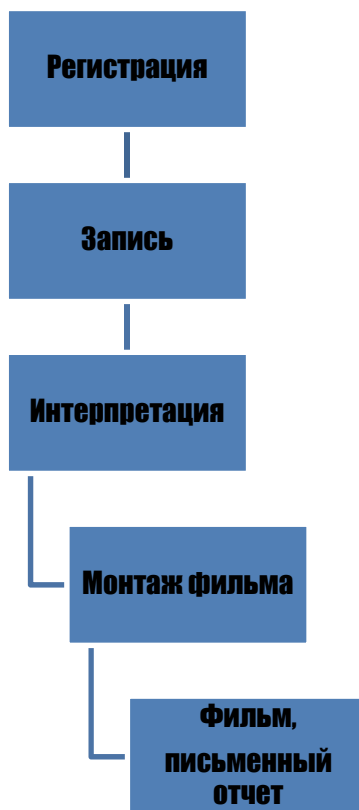 Регистрация
Запись
Интерпретация
Монтаж фильма
Фильм,
письменный
отчет